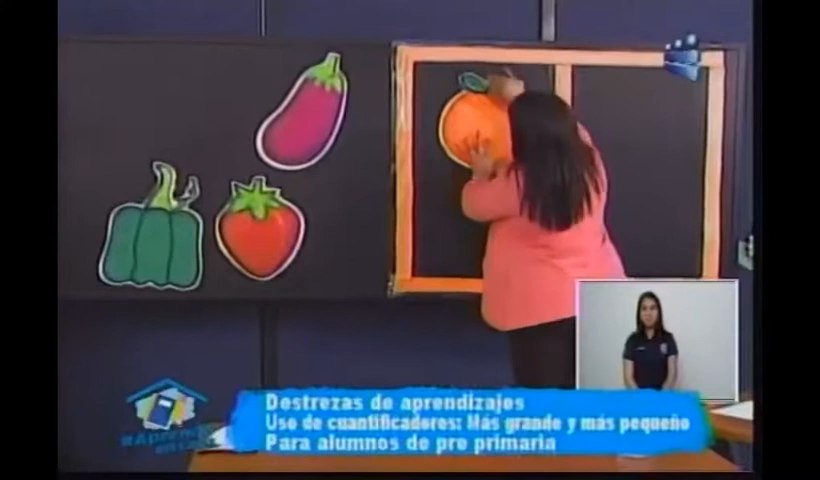 Destrezas de aprendizajes
Uso de cuantificadores: Más grande y más pequeño
Para alumnos de pre primaria